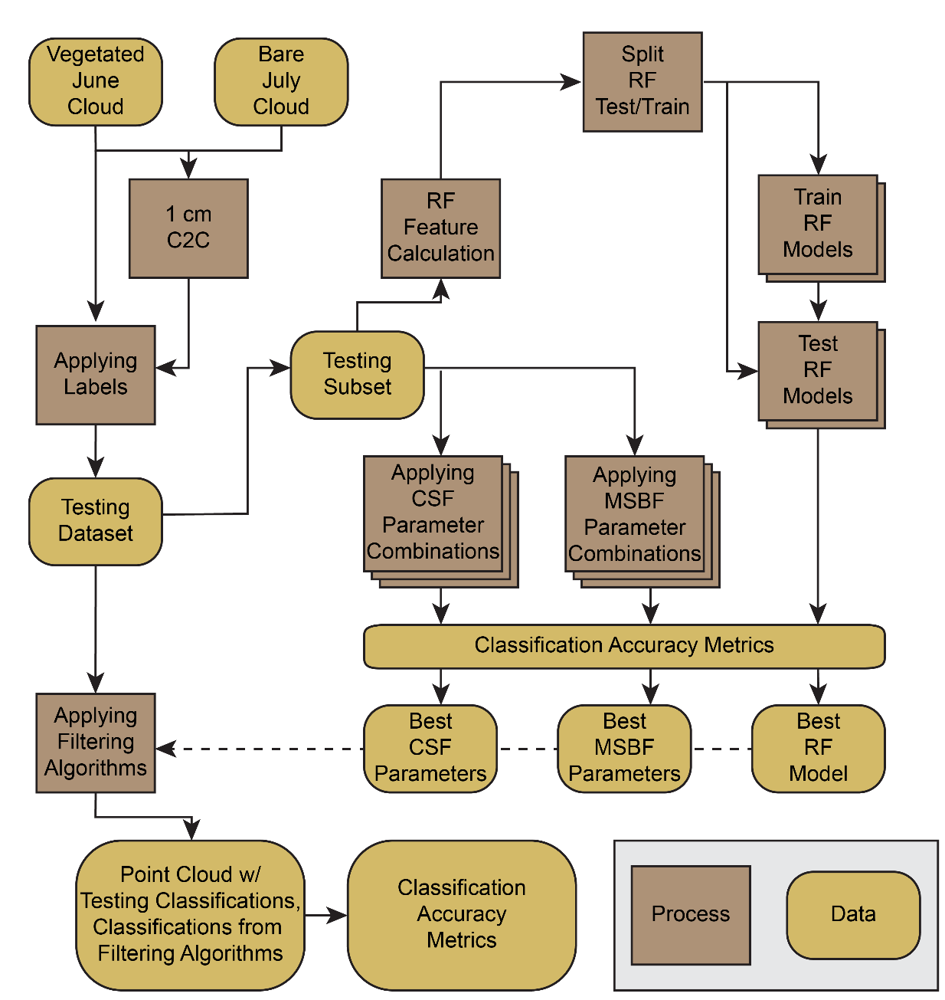 Vegetated
June
Cloud
Bare
July
Cloud
Split
RF
Test/Train
1 cm
C2C
RF
Feature
Calculation
Train
RF
Models
Applying
Labels
Testing
Subset
Test
RF
Models
Testing
Dataset
Applying
CSF
Parameter
Combinations
Applying
MSBF
Parameter
Combinations
Classification Accuracy Metrics
Applying
Filtering
Algorithms
Best
CSF
Parameters
Best
MSBF
Parameters
Best
RF
Model
Point Cloud w/
Testing Classifications,
Classifications from
Filtering Algorithms
Classification
Accuracy
Metrics
Process
Data